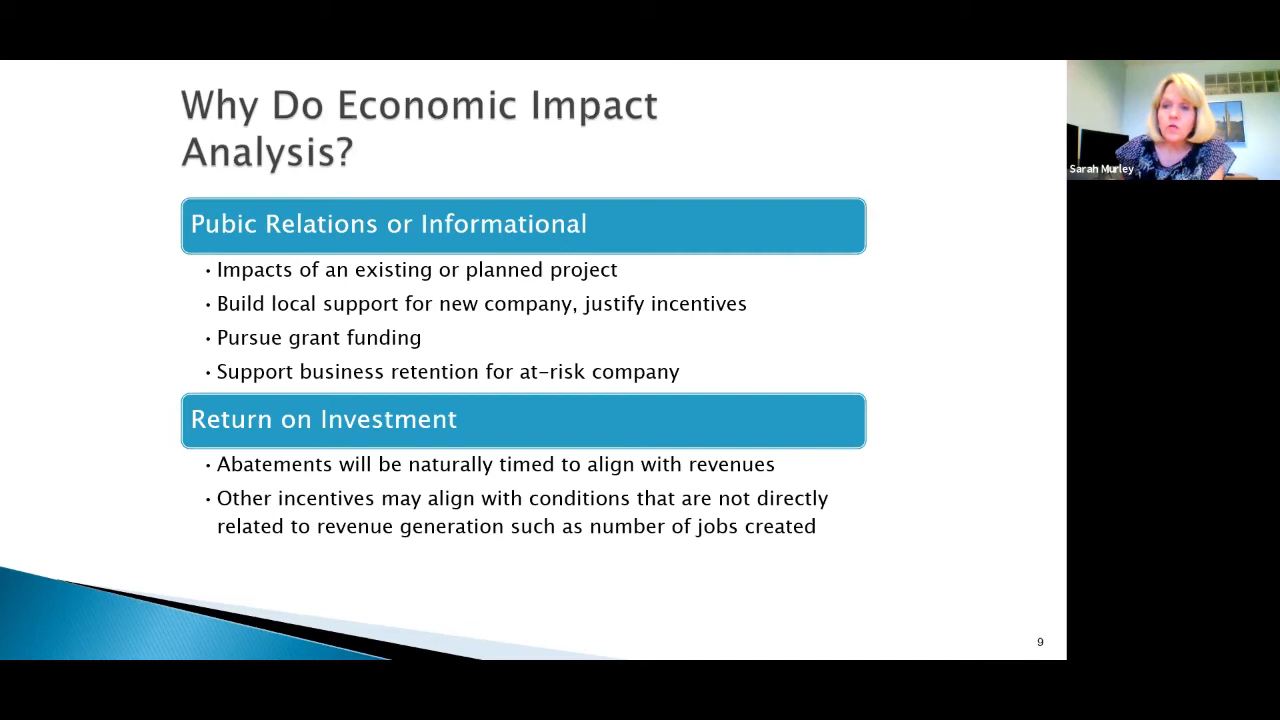 Why Do Economic Impact
Analysis?
Pubic Relations or Informational
• Impacts of an existing or planned project
• Build local support for new company, justify incentives
• Pursue grant funding
• Support business retention for at-risk company
Return on Investment
• Abatements will be naturally timed to align with revenues
• Other incentives may align with conditions that are not directly
related to revenue generation such as number of jobs created
9
Sarah Murley